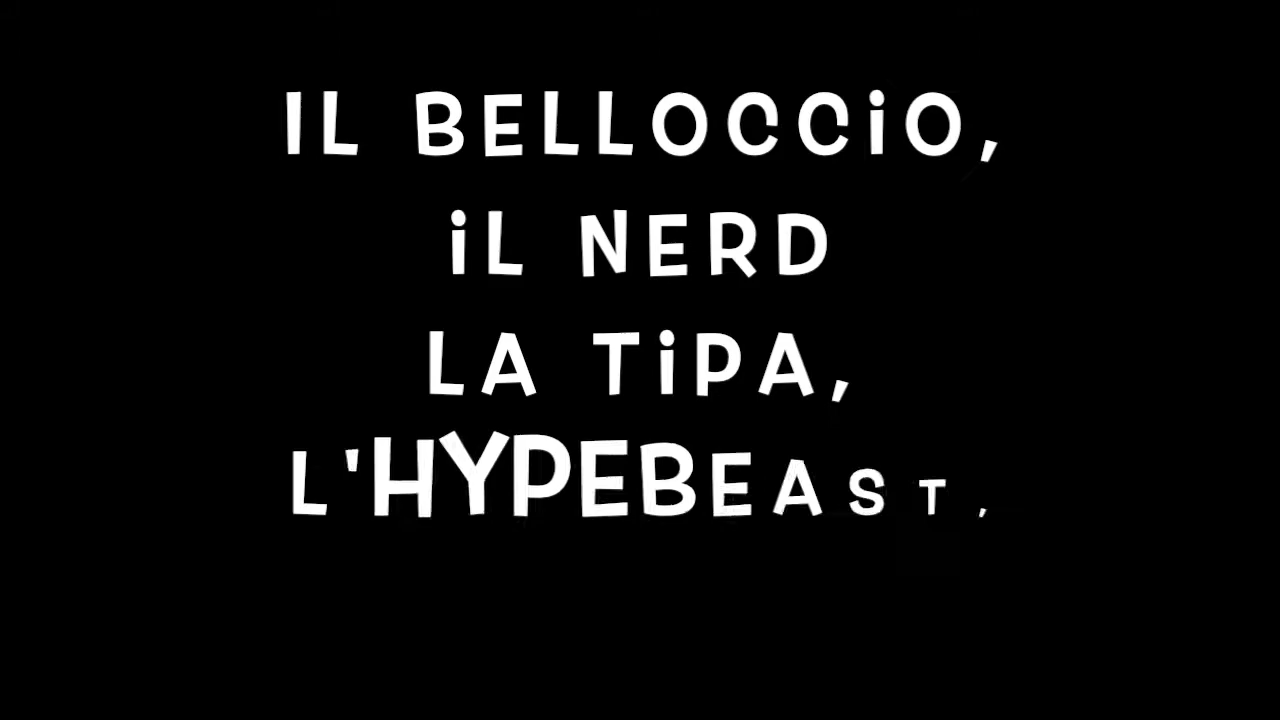 IL BELLOCCiO,
iL NERD
LA TiPA,
L'HYPEBEAST,